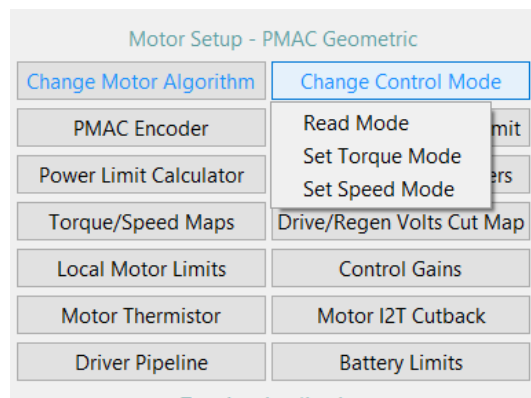 Motor Setup - PMAC Geometric
Change Motor Algorithm
Change Control Mode
Read Mode
Set Torque Mode
Set Speed Mode
PMAC Encoder
mit
Power Limit Calculator
ers
Torque/Speed Maps
Drive/Regen Volts Cut Map
Local Motor Limits
Control Gains
Motor Thermistor
Motor I2T Cutback
Driver Pipeline
Battery Limits